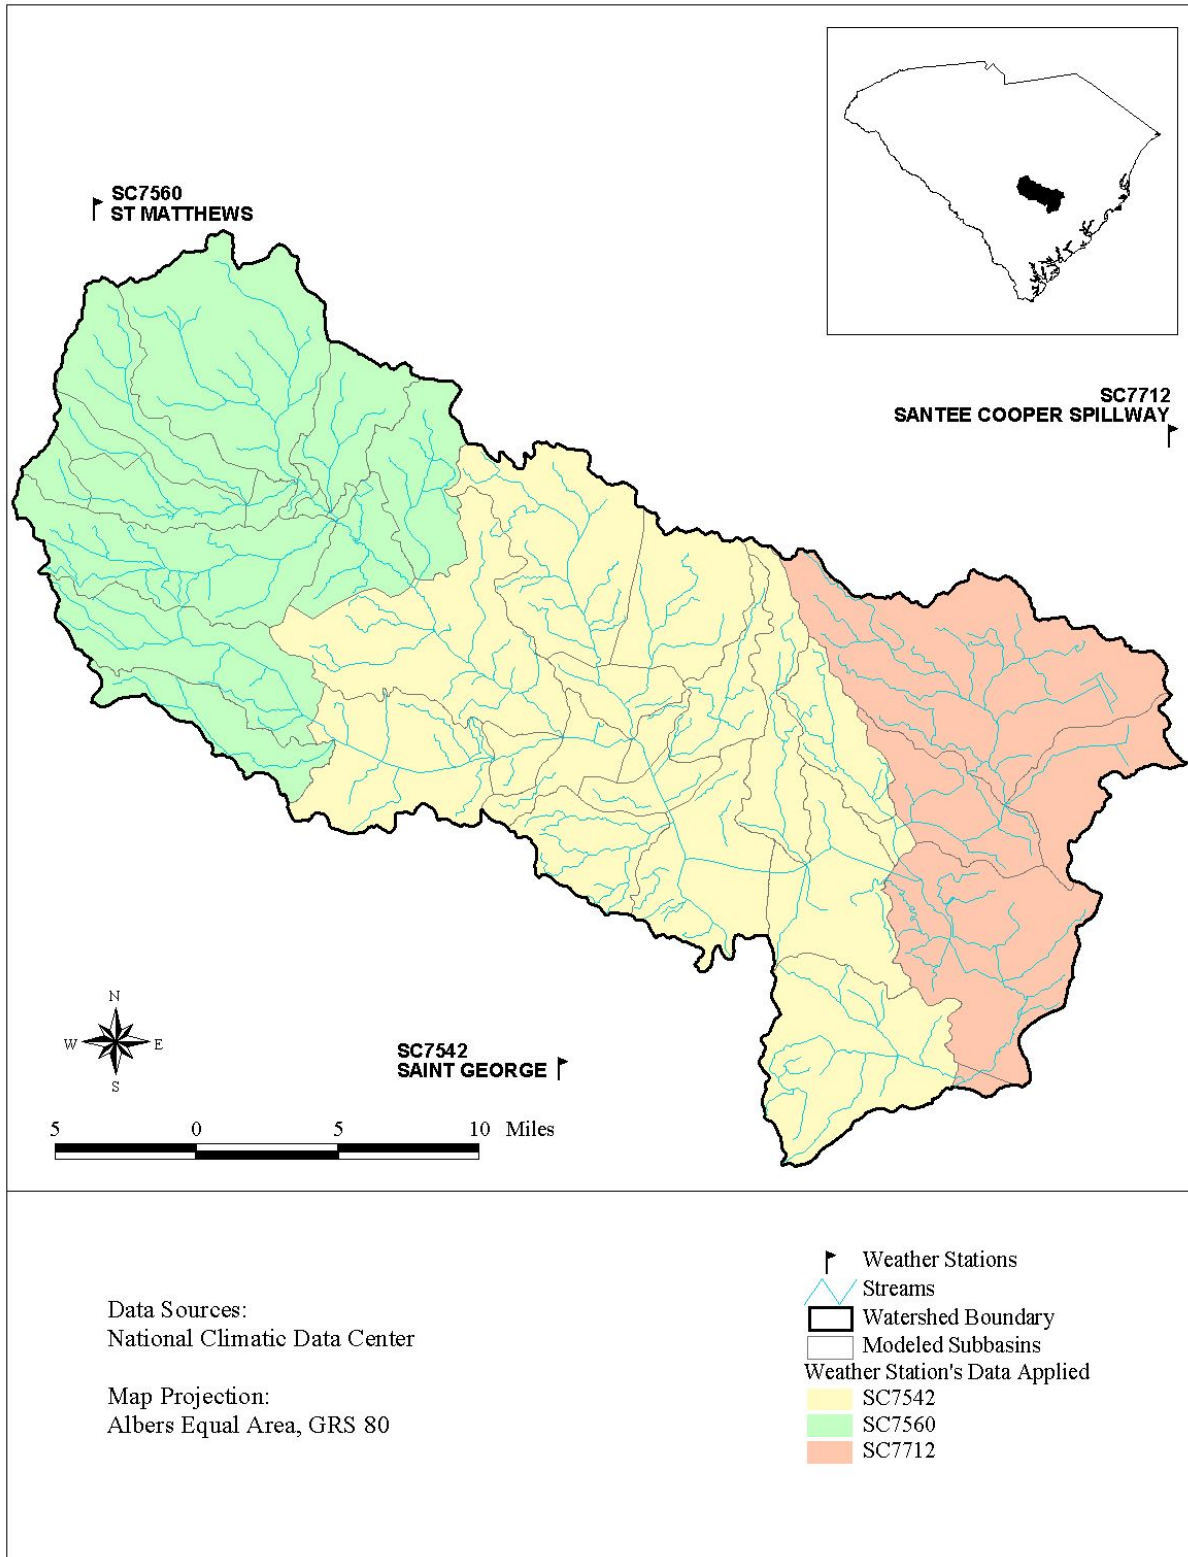 SC7560
ST MATTHEWS
SC7712
SANTEE COOPER SPILLWAY
N
W E
S
SC7542
SAINT GEORGE
5 0 5 10 Miles
Weather Stations
Streams
Watershed Boundary
Modeled Subbasins
Weather Station's Data Applied
SC7542
SC7560
SC7712
Data Sources:
National Climatic Data Center
Map Projection:
Albers Equal Area, GRS 80